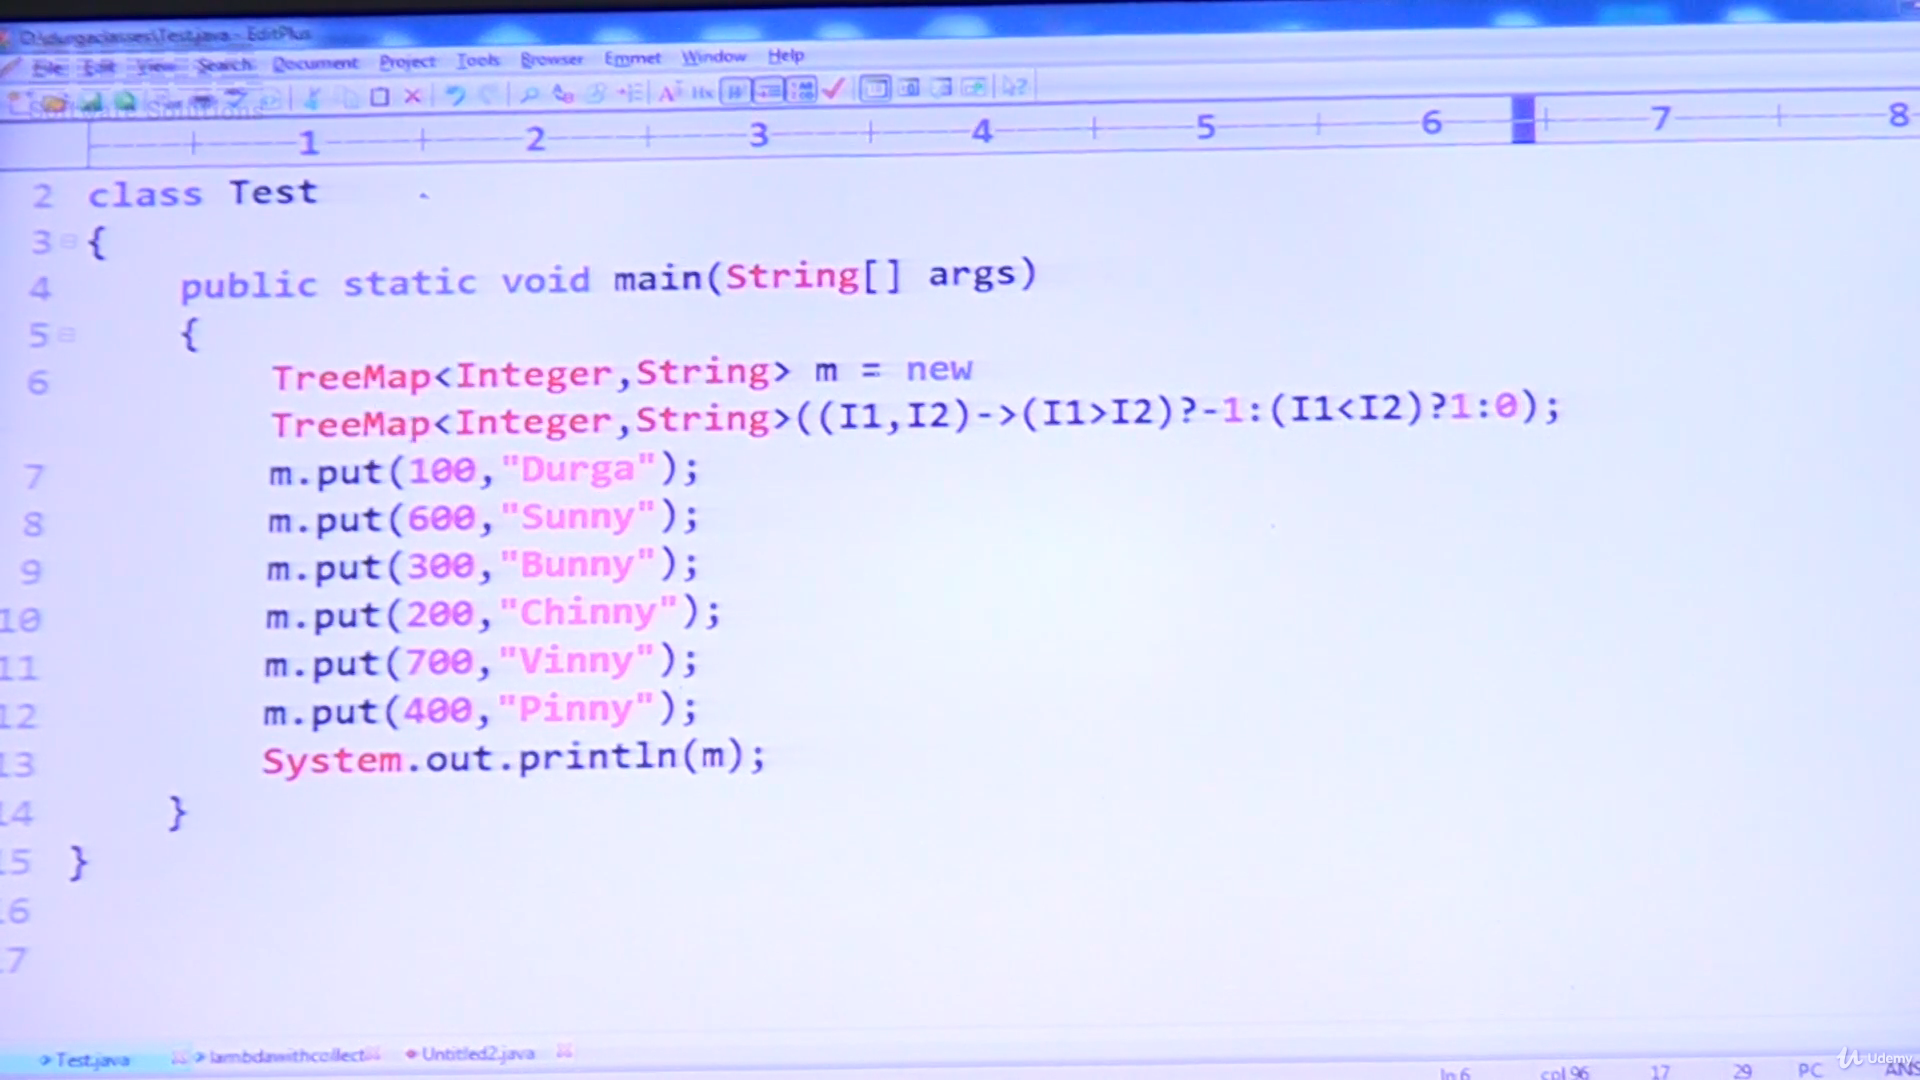 D:\durgaclasses\Test.java - EditPlus
File Edit View Search Document Project Tools Browser Emmet Window Help
Software Solutions
1 2 3 4 5 6 7 8
2 class Test
3 {
4 public static void main(String[] args)
5 {
6 TreeMap<Integer,String> m = new
TreeMap<Integer,String>((I1,I2)->(I1>I2)?-1:(I1<I2)?1:0);
7 m.put(100,"Durga");
8 m.put(600,"Sunny");
9 m.put(300,"Bunny");
10 m.put(200,"Chinny");
11 m.put(700,"Vinny");
12 m.put(400,"Pinny");
13 System.out.println(m);
14 }
15 }
16
17
Test.java lambdawithcollect Untitled2.java
ln 6 col 96 17 29 PC ANS
Udemy